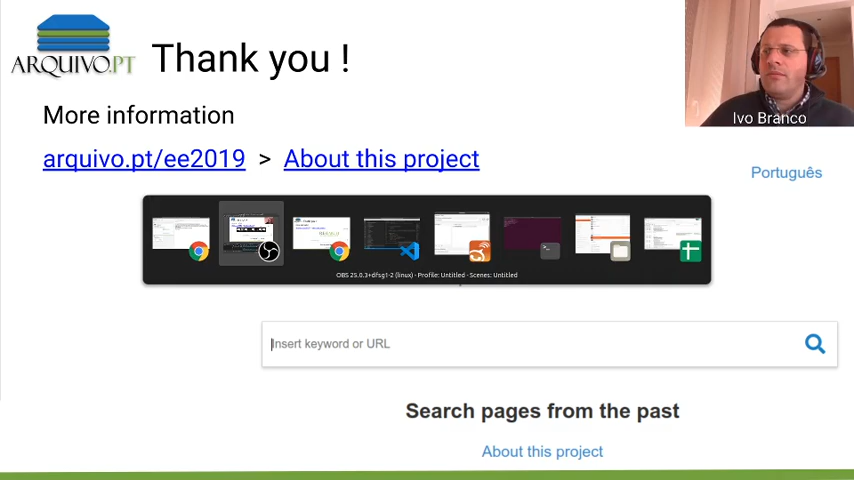 ARQUIVO.PT
Thank you !
Ivo Branco
More information
arquivo.pt/ee2019 > About this project
Português
OBS 25.0.3+dfsg1-2 (linux) - Profile: Untitled - Scenes: Untitled
Insert keyword or URL
Search pages from the past
About this project